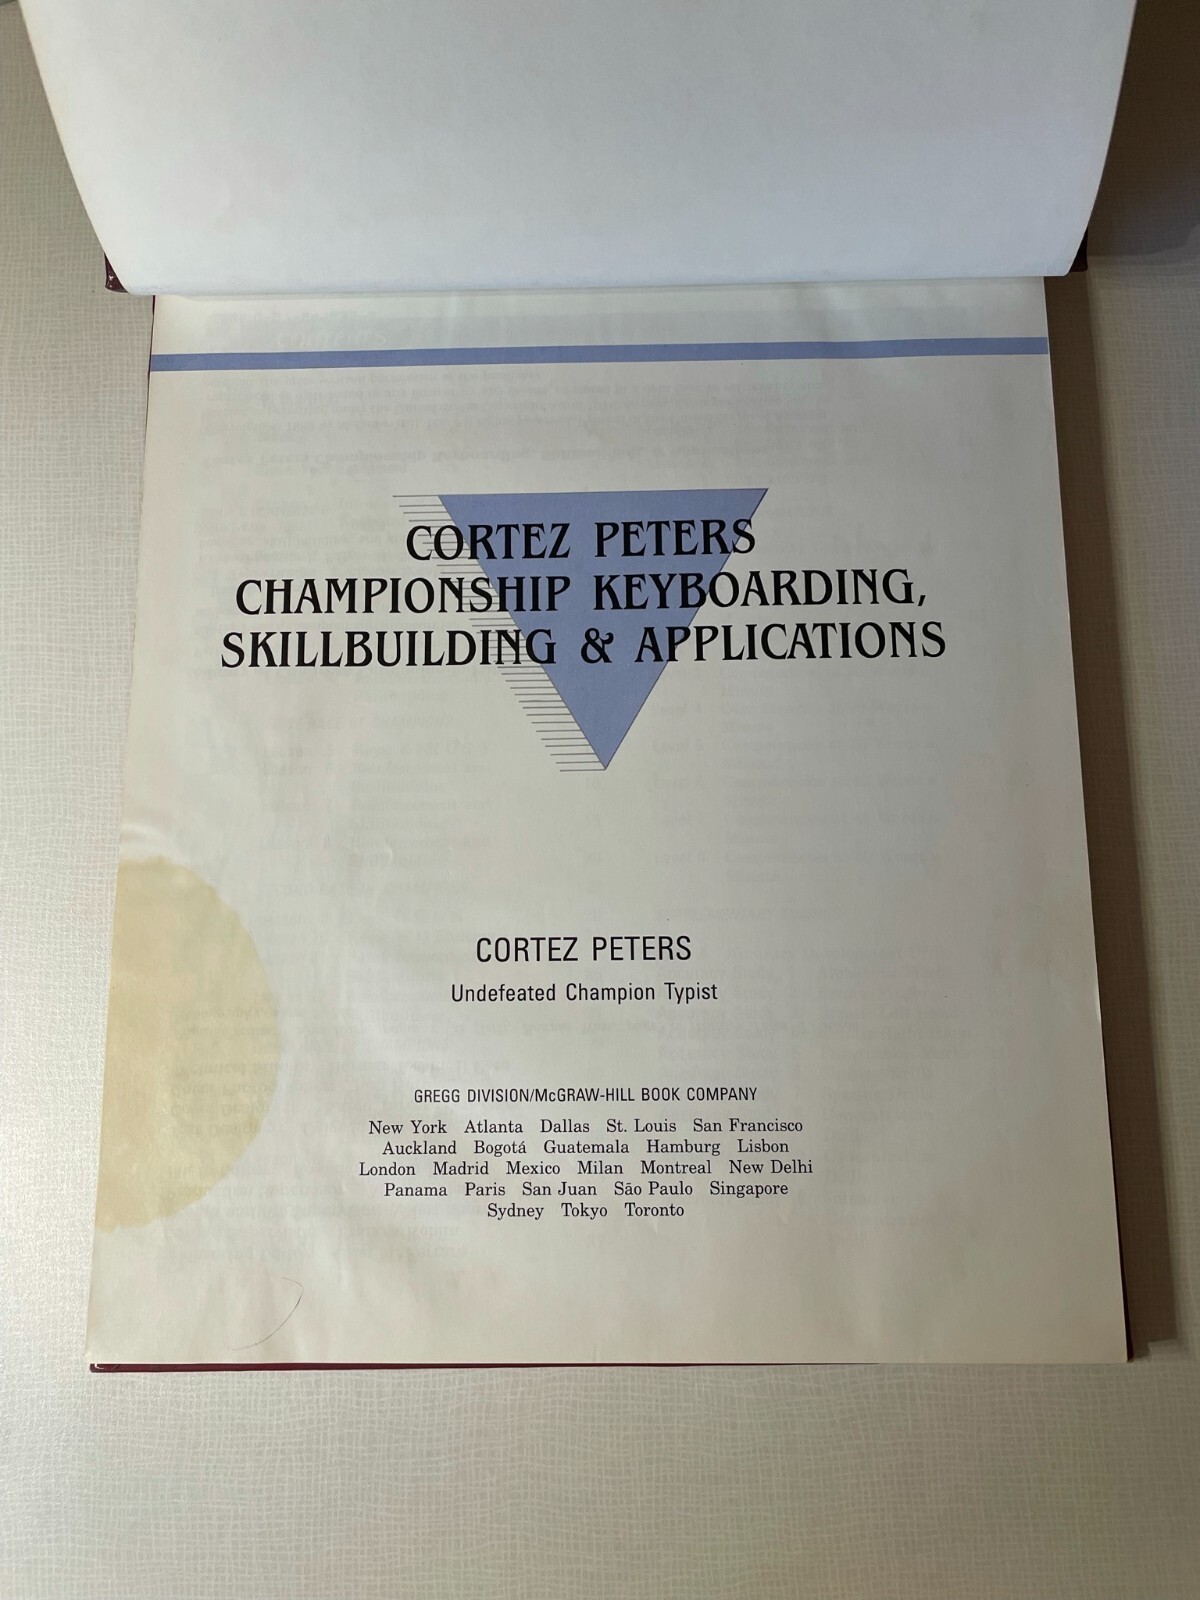 CORTEZ PETERS
CHAMPIONSHIP KEYBOARDING,
SKILLBUILDING & APPLICATIONS
CORTEZ PETERS
Undefeated Champion Typist
GREGG DIVISION/McGRAW-HILL BOOK COMPANY
New York Atlanta Dallas St. Louis San Francisco
Auckland Bogotá Guatemala Hamburg Lisbon
London Madrid Mexico Milan Montreal New Delhi
Panama Paris San Juan São Paulo Singapore
Sydney Tokyo Toronto